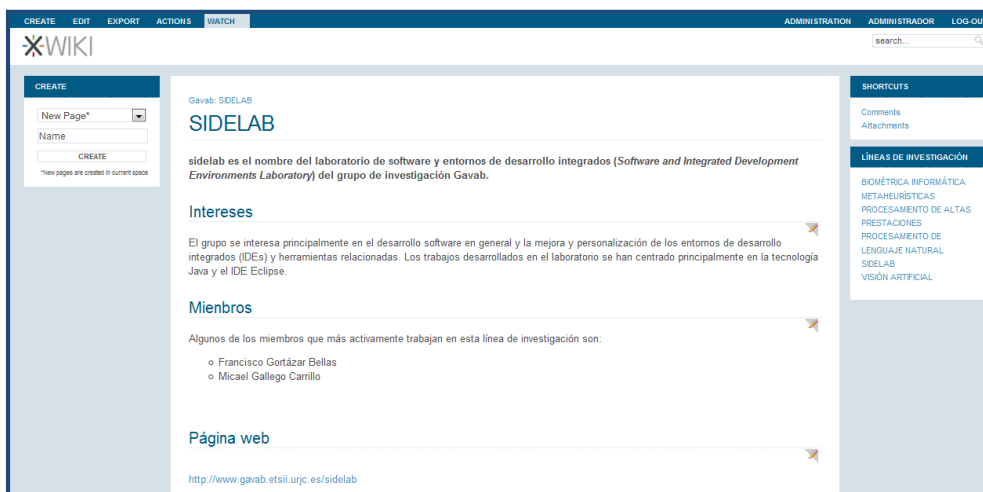 CREATE EDIT EXPORT ACTIONS WATCH ADMINISTRATION ADMINISTRADOR LOG-OU
XWIKI
search...
CREATE
New Page*
Name
CREATE
*New pages are created in current space
Gavab: SIDELAB
SIDELAB
sidelab es el nombre del laboratorio de software y entornos de desarrollo integrados (Software and Integrated Development
Environments Laboratory) del grupo de investigación Gavab.
Intereses
El grupo se interesa principalmente en el desarrollo software en general y la mejora y personalización de los entornos de desarrollo
integrados (IDEs) y herramientas relacionadas. Los trabajos desarrollados en el laboratorio se han centrado principalmente en la tecnología
Java y el IDE Eclipse.
Mienbros
Algunos de los miembros que más activamente trabajan en esta línea de investigación son:
Francisco Gortázar Bellas
Micael Gallego Carrillo
Página web
http://www.gavab.etsii.urjc.es/sidelab
SHORTCUTS
Comments
Attachments
LÍNEAS DE INVESTIGACIÓN
BIOMÉTRICA INFORMÁTICA
METAHEURÍSTICAS
PROCESAMIENTO DE ALTAS
PRESTACIONES
PROCESAMIENTO DE
LENGUAJE NATURAL
SIDELAB
VISIÓN ARTIFICIAL